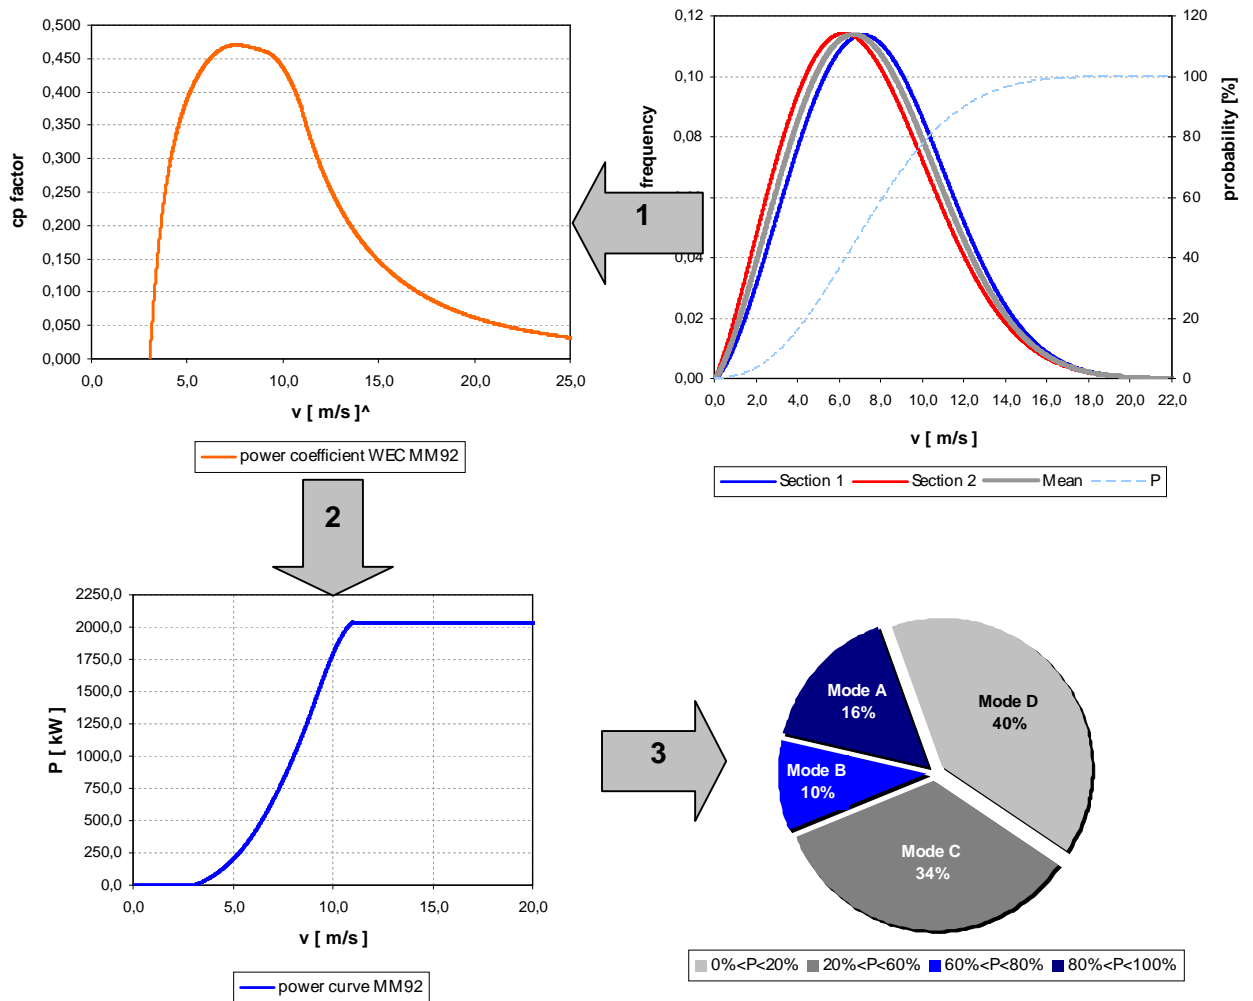 0,500
0,450
0,400
0,350
0,300
0,250
0,200
0,150
0,100
0,050
0,000
cp factor
0,0 5,0 10,0 15,0 20,0 25,0
v [ m/s ]^
power coefficient WEC MM92
0,12
0,10
0,08
0,04
0,02
0,00
frequency
120
100
80
60
40
20
0
probability [%]
0,0 2,0 4,0 6,0 8,0 10,0 12,0 14,0 16,0 18,0 20,0 22,0
v [ m/s ]
Section 1 Section 2 Mean P
1
2
2250,0
2000,0
1750,0
1500,0
1250,0
1000,0
750,0
500,0
250,0
0,0
P [ kW ]
0,0 5,0 10,0 15,0 20,0
v [ m/s ]
power curve MM92
3
Mode A
16%
Mode D
40%
Mode B
10%
Mode C
34%
0%<P<20% 20%<P<60% 60%<P<80% 80%<P<100%